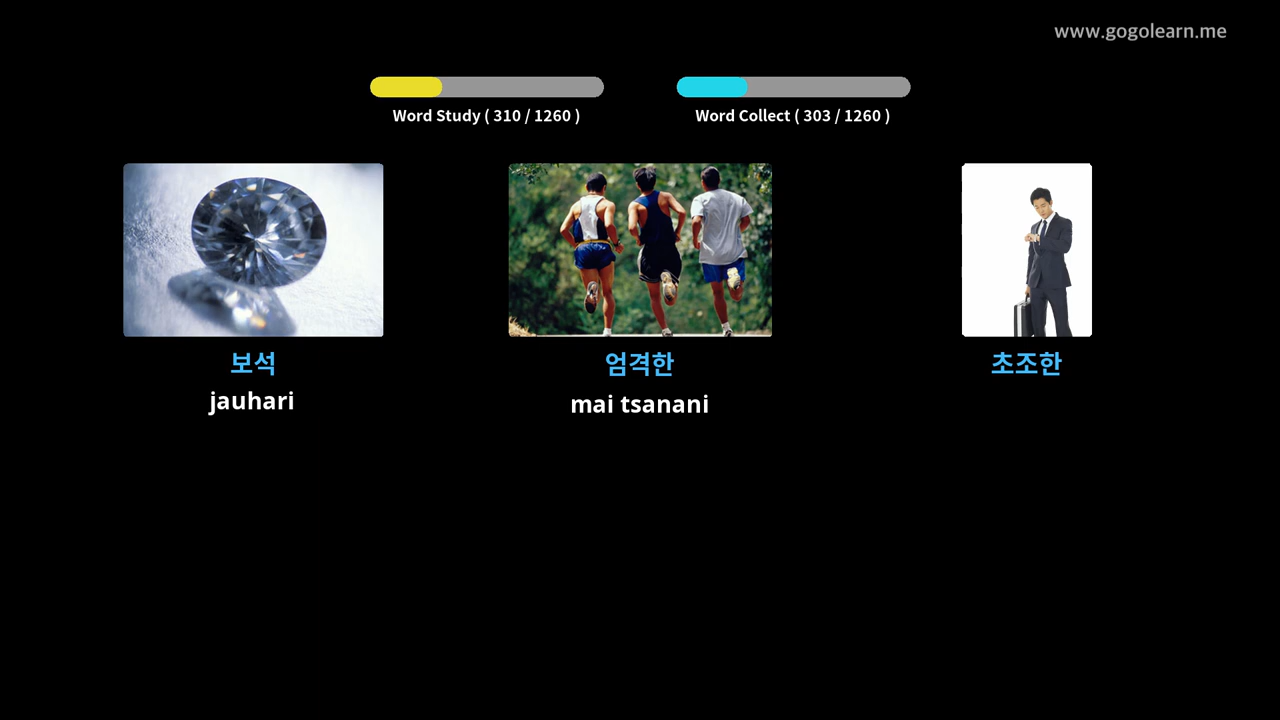 www.gogolearn.me
Word Study ( 310 / 1260 )
Word Collect ( 303 / 1260 )
보석
jauhari
엄격한
mai tsanani
초조한